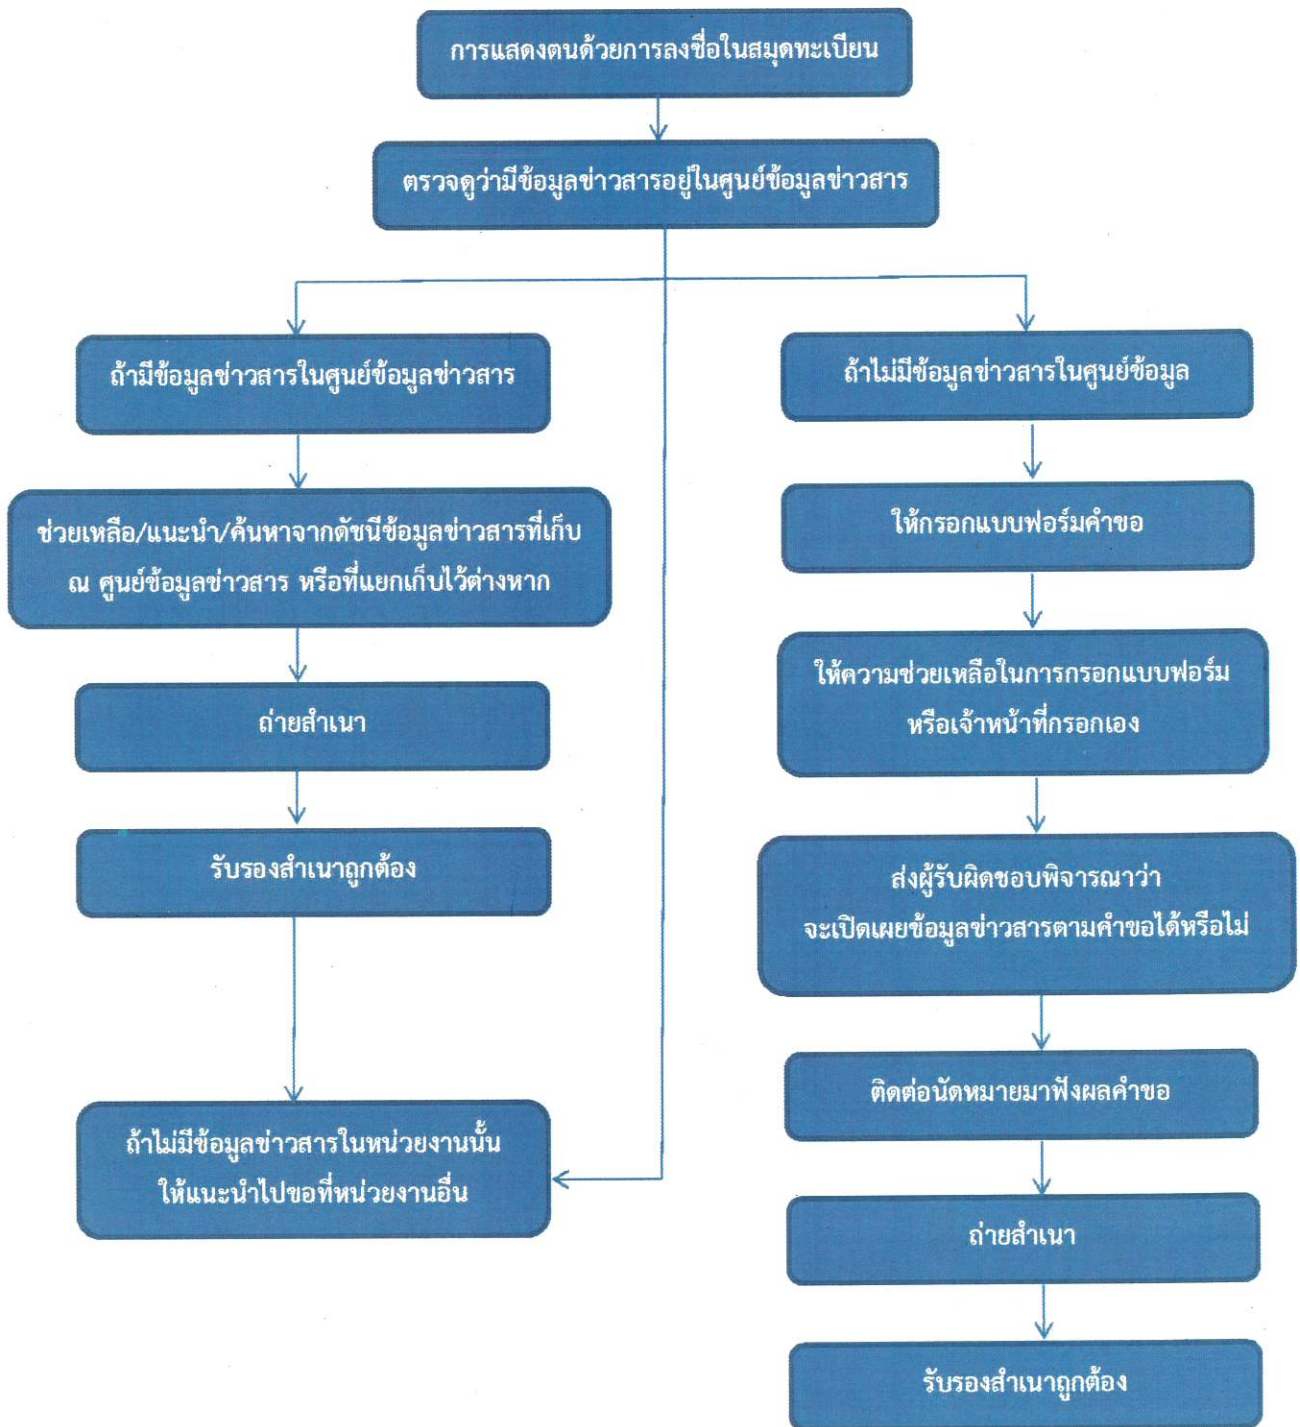 การแสดงตนด้วยการลงชื่อในสมุดทะเบียน
ตรวจดูว่ามีข้อมูลข่าวสารอยู่ในศูนย์ข้อมูลข่าวสาร
ถ้ามีข้อมูลข่าวสารในศูนย์ข้อมูลข่าวสาร
ช่วยเหลือ/แนะนำ/ค้นหาจากดัชนีข้อมูลข่าวสารที่เก็บ
ณ ศูนย์ข้อมูลข่าวสาร หรือที่แยกเก็บไว้ต่างหาก
ถ่ายสำเนา
รับรองสำเนาถูกต้อง
ถ้าไม่มีข้อมูลข่าวสารในหน่วยงานนั้น
ให้แนะนำไปขอที่หน่วยงานอื่น
ถ้าไม่มีข้อมูลข่าวสารในศูนย์ข้อมูล
ให้กรอกแบบฟอร์มคำขอ
ให้ความช่วยเหลือในการกรอกแบบฟอร์ม
หรือเจ้าหน้าที่กรอกเอง
ส่งผู้รับผิดชอบพิจารณาว่า
จะเปิดเผยข้อมูลข่าวสารตามคำขอได้หรือไม่
ติดต่อนัดหมายมาฟังผลคำขอ
ถ่ายสำเนา
รับรองสำเนาถูกต้อง